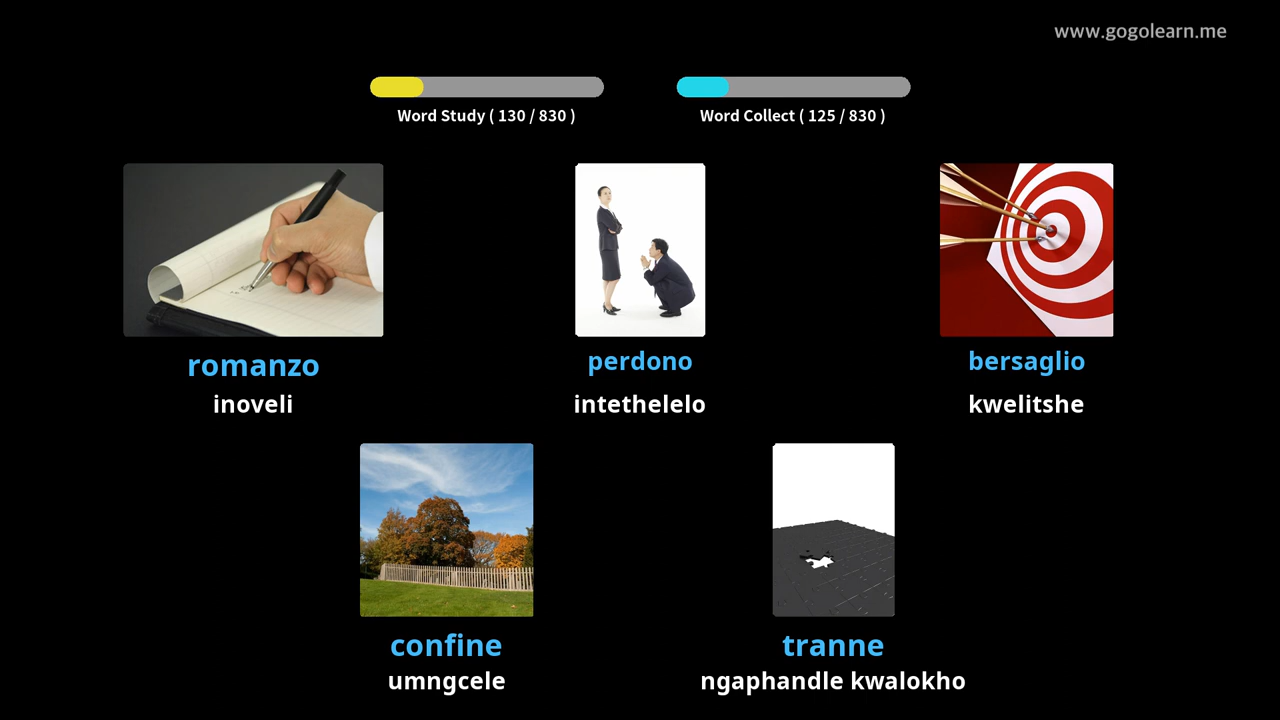 www.gogolearn.me
Word Study ( 130 / 830 )
Word Collect ( 125 / 830 )
romanzo
inoveli
perdono
intethelelo
bersaglio
kwelitshe
confine
umngcele
tranne
ngaphandle kwalokho